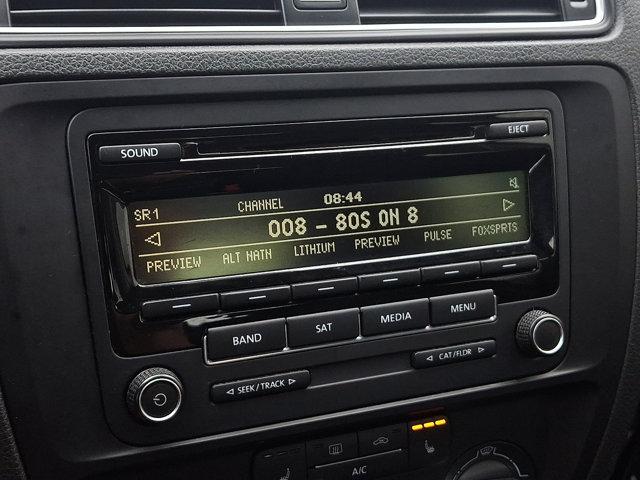 SOUND
EJECT
SR1 CHANNEL 08:44
008 - 80S ON 8
PREVIEW ALT NATN LITHIUM PREVIEW PULSE FOXSPRTS
BAND SAT MEDIA MENU
SEEK/TRACK CAT/FLDR
A/C